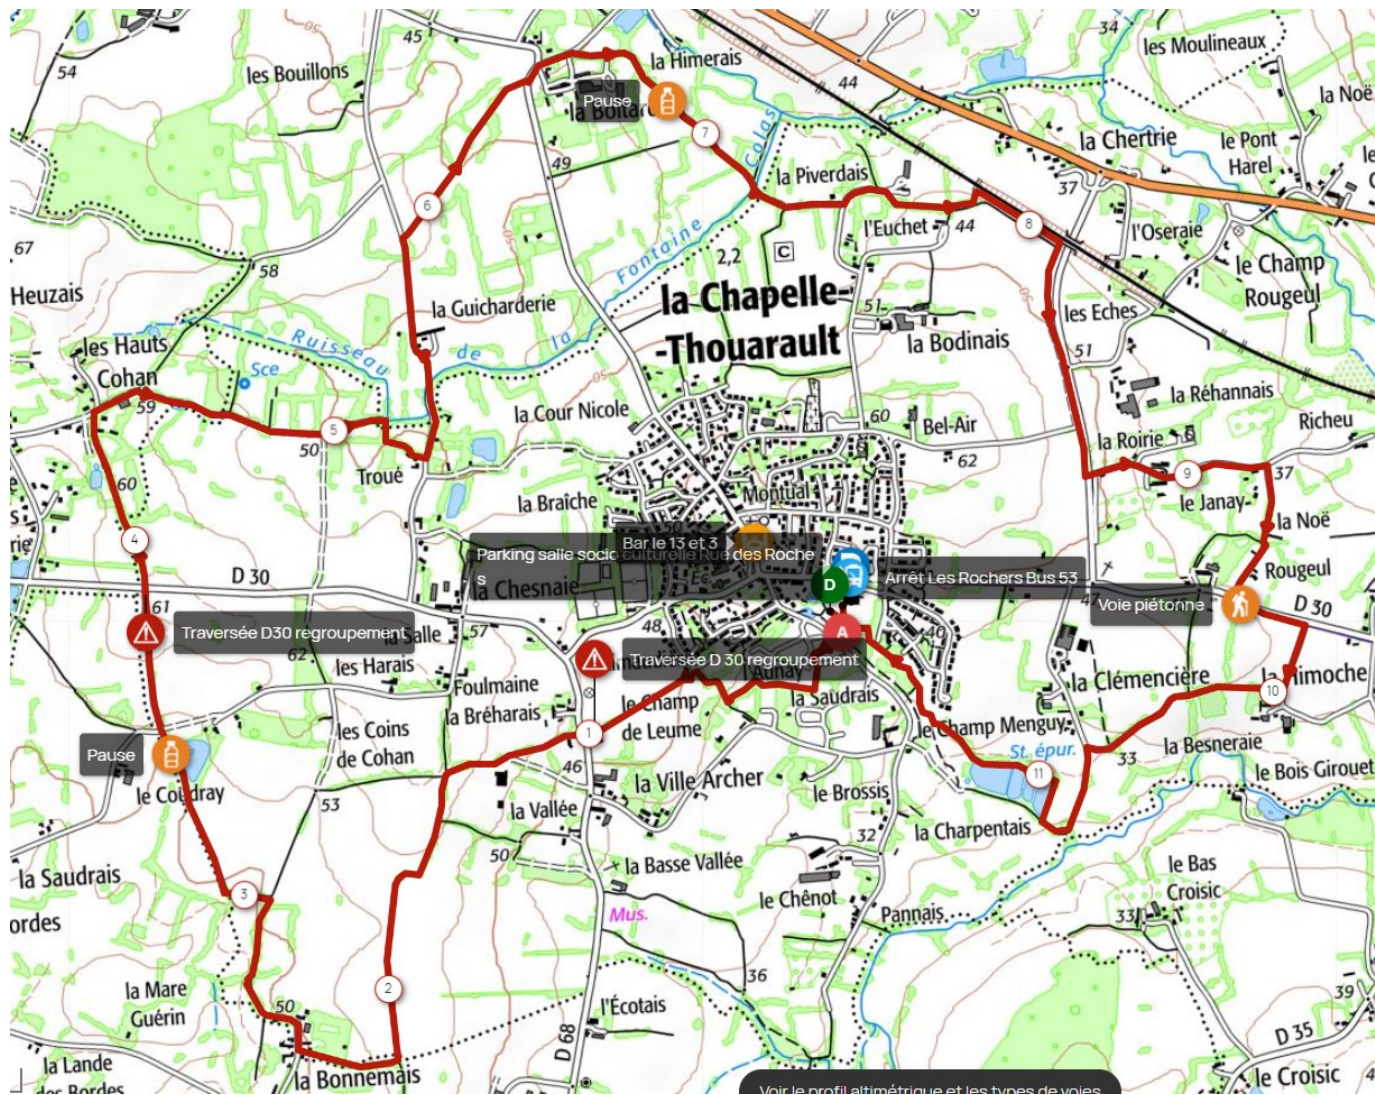 45
34
les Moulineaux
54
les Bouillons
la Himerais
44
la Noë
Pause
7
la Chertrie
le Pont
Harel
49
Colas
la Piverdais
37
6
l'Euchet
44
8
l'Oseraie
67
58
Fontaine
2,2
C
le Champ
Rougeul
Heuzais
la Guicharderie
la Chapelle-
-Thouarault
50
51
les Eches
les Hauts
Cohan
Ruisseau
de
la
la Bodinais
51
Sce
59
50
la Réhannais
la Cour Nicole
60
Bel-Air
Richeu
5
50
la Roirie
62
Troué
9
37
60
la Braîche
Montual
le Janay
la Noë
4
Bar le 13 et 3
Parking salle socio culturelle Rue des Roche
s
D 30
la Chesnaie
D
Arrêt Les Rochers Bus 53
Rougeul
61
Voie piétonne
D 30
Traversée D30 regroupement
la Salle
57
48
A
40
47
62
les Harais
Traversée D 30 regroupement
Aunay
Foulmaine
la Bréharais
le Champ
de Leume
la Saudrais
la Clémencière
10
les Coins
de Cohan
1
le Champ Menguy
33
la Besneraie
Pause
St. épur.
46
11
le Bois Girouet
le Coudray
53
la Vallée
la Ville Archer
le Brossis
la Charpentais
32
50
la Basse Vallée
le Bas
Croisic
la Saudrais
3
le Chênot
Mus.
Pannais
33
ordes
36
2
la Mare
Guérin
50
l'Écotais
39
D 68
D 35
la Lande
des Bordes
la Bonnemais
le Croisic
Voir le profil altimétrique et les types de voies